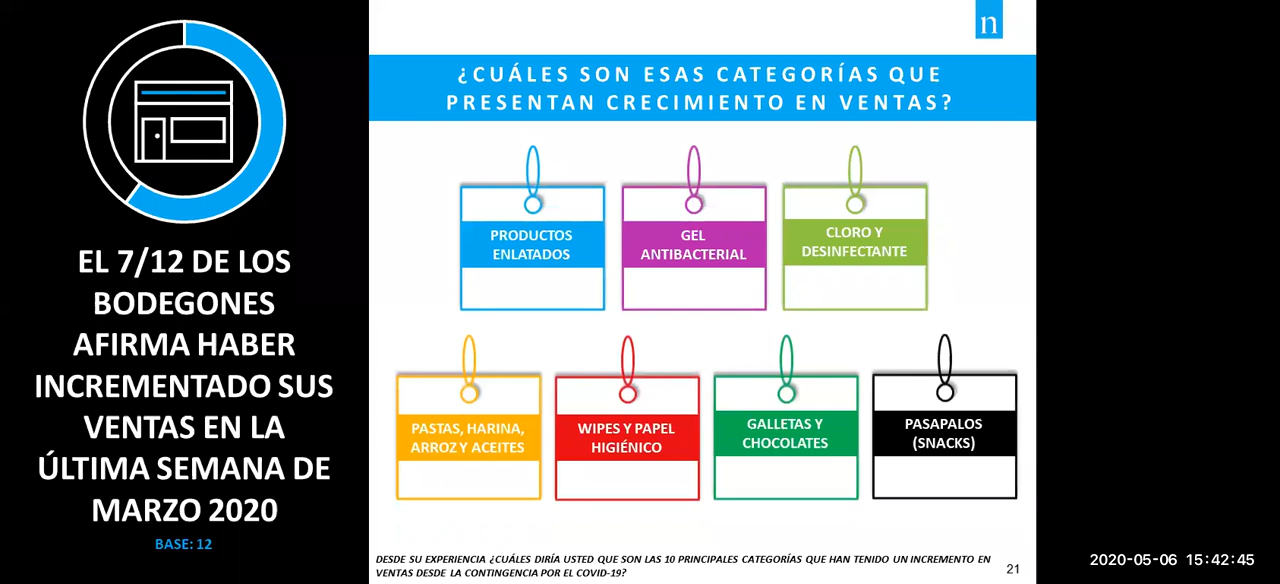 EL 7/12 DE LOS
BODEGONES
AFIRMA HABER
INCREMENTADO SUS
VENTAS EN LA
ÚLTIMA SEMANA DE
MARZO 2020
BASE: 12
n
¿CUÁLES SON ESAS CATEGORÍAS QUE
PRESENTAN CRECIMIENTO EN VENTAS?
PRODUCTOS
ENLATADOS
GEL
ANTIBACTERIAL
CLORO Y
DESINFECTANTE
PASTAS, HARINA,
ARROZ Y ACEITES
WIPES Y PAPEL
HIGIÉNICO
GALLETAS Y
CHOCOLATES
PASAPALOS
(SNACKS)
DESDE SU EXPERIENCIA ¿CUÁLES DIRÍA USTED QUE SON LAS 10 PRINCIPALES CATEGORÍAS QUE HAN TENIDO UN INCREMENTO EN
VENTAS DESDE LA CONTINGENCIA POR EL COVID-19?
21
2020-05-06 15:42:45